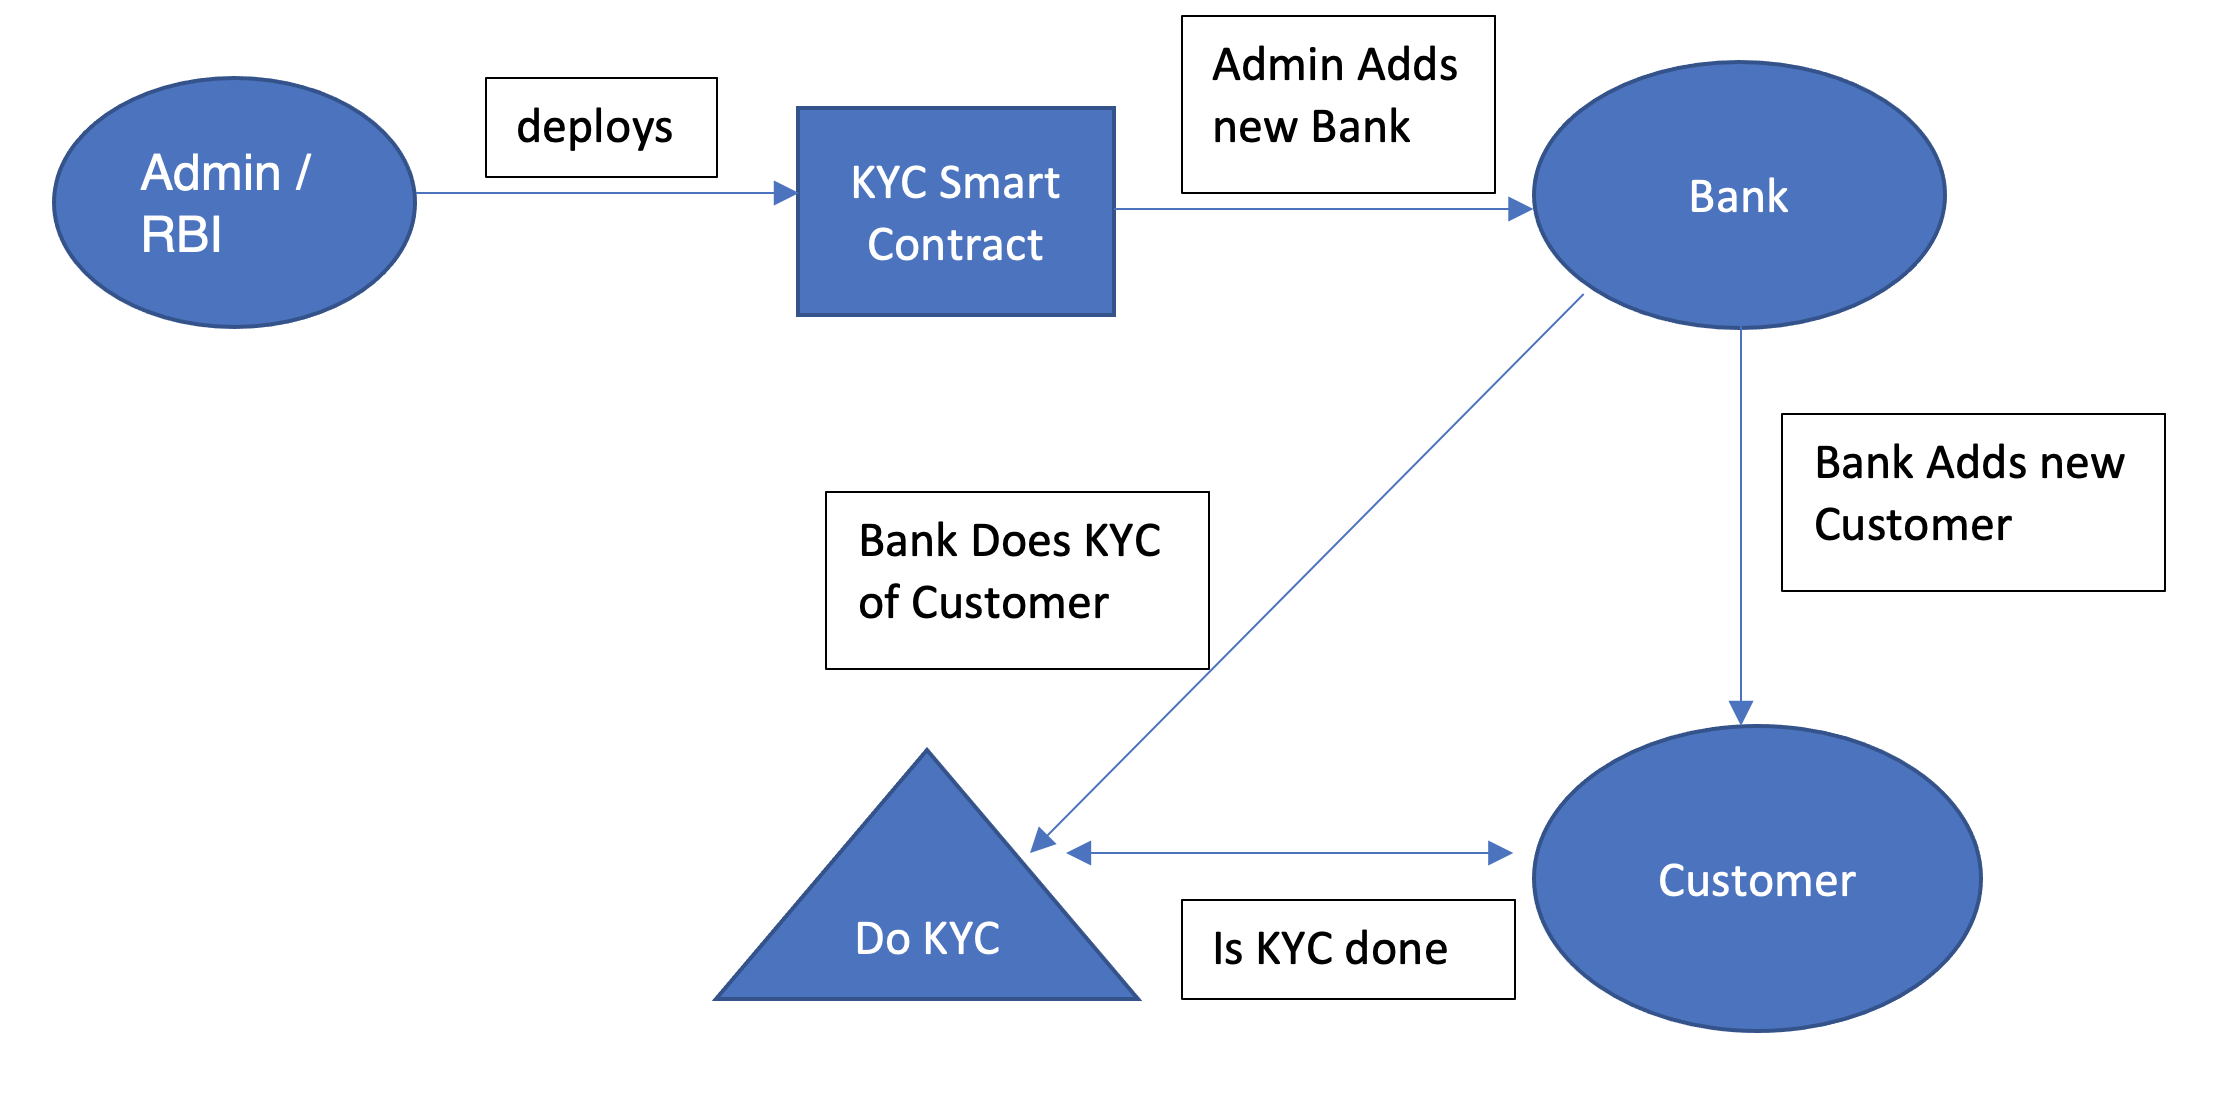 Admin /
RBI
deploys
KYC Smart
Contract
Admin Adds
new Bank
Bank
Bank Does KYC
of Customer
Bank Adds new
Customer
Do KYC
Is KYC done
Customer